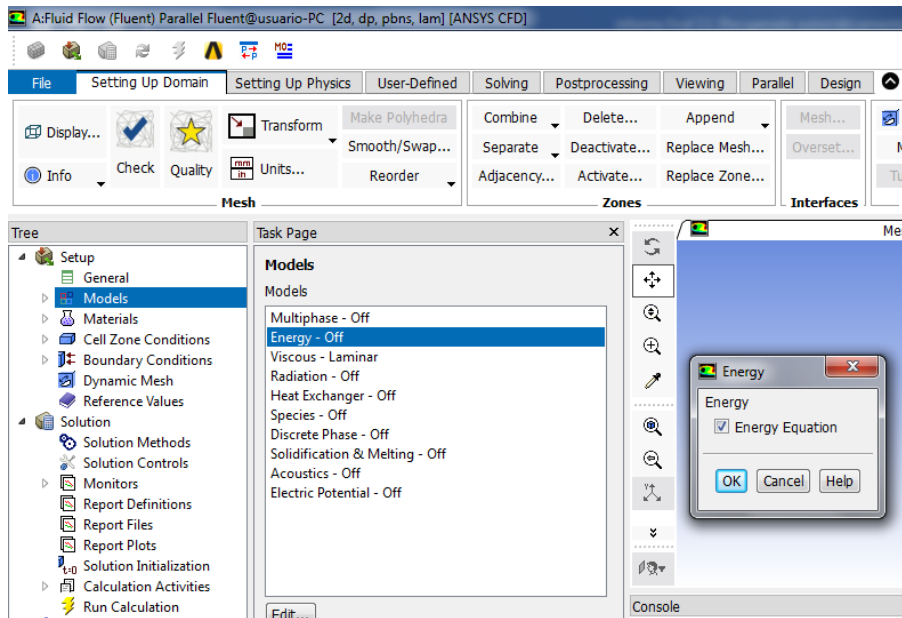 A:Fluid Flow (Fluent) Parallel Fluent@usuario-PC [2d, dp, pbns, lam] [ANSYS CFD]
File Setting Up Domain Setting Up Physics User-Defined Solving Postprocessing Viewing Parallel Design
Display...
Info
Check
Quality
Transform
mm
in
Units...
Make Polyhedra
Smooth/Swap...
Reorder
Mesh
Combine
Separate
Adjacency...
Delete...
Deactivate...
Activate...
Zones
Append
Replace Mesh...
Replace Zone...
Mesh...
Overset...
Interfaces
Tree
Setup
General
Models
Materials
Cell Zone Conditions
Boundary Conditions
Dynamic Mesh
Reference Values
Solution
Solution Methods
Solution Controls
Monitors
Report Definitions
Report Files
Report Plots
t=0 Solution Initialization
Calculation Activities
Run Calculation
Task Page
Models
Models
Multiphase - Off
Energy - Off
Viscous - Laminar
Radiation - Off
Heat Exchanger - Off
Species - Off
Discrete Phase - Off
Solidification & Melting - Off
Acoustics - Off
Electric Potential - Off
Edit...
Energy
Energy
Energy Equation
OK Cancel Help
Console